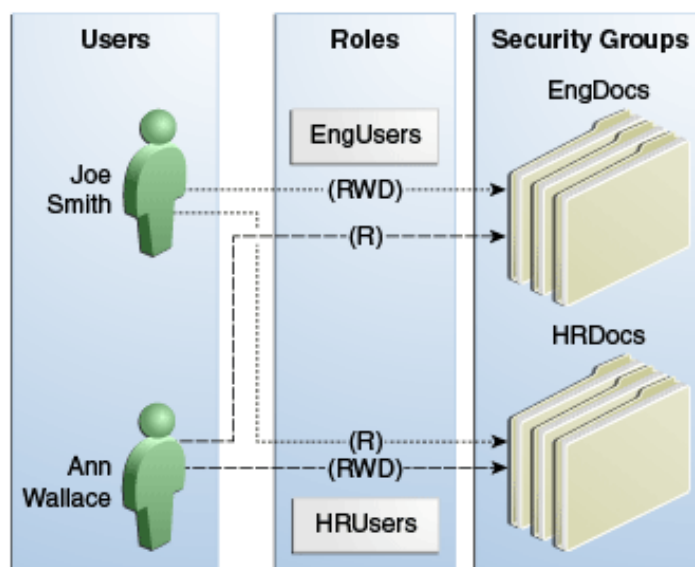 Users
Roles
Security Groups
EngDocs
EngUsers
Joe
Smith
(RWD)
(R)
HRDocs
(R)
Ann
Wallace
(RWD)
HRUsers